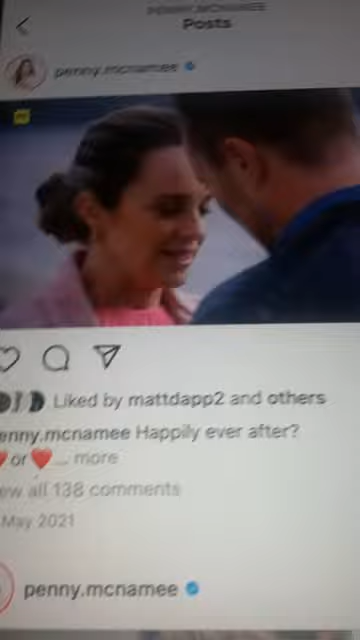 PENNY.MCNAMEE
Posts
penny.mcnamee
Liked by mattdapp2 and others
enny.mcnamee Happily ever after?
or ❤️ ... more
ew all 138 comments
May 2021
penny.mcnamee